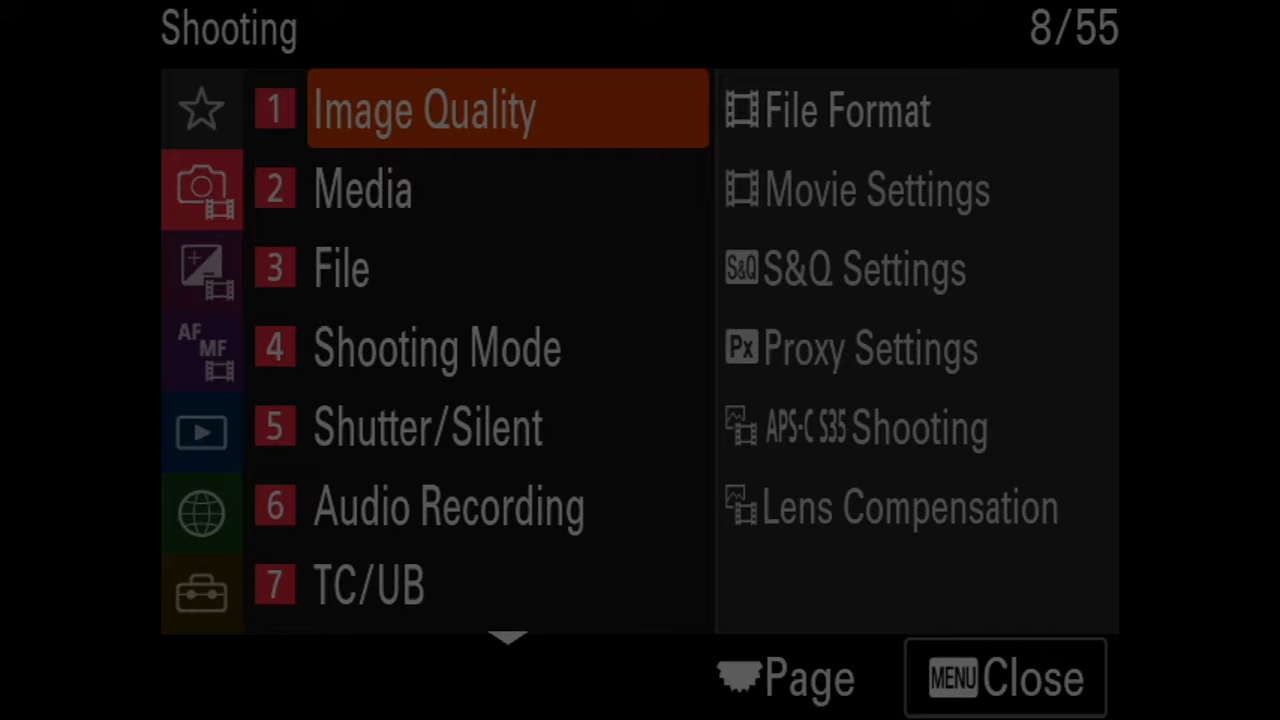 Shooting 8/55
1 Image Quality
2 Media
3 File
4 Shooting Mode
5 Shutter/Silent
6 Audio Recording
7 TC/UB
AF
MF
File Format
Movie Settings
S&Q S&Q Settings
Px Proxy Settings
APS-C S35 Shooting
Lens Compensation
Page
MENU Close